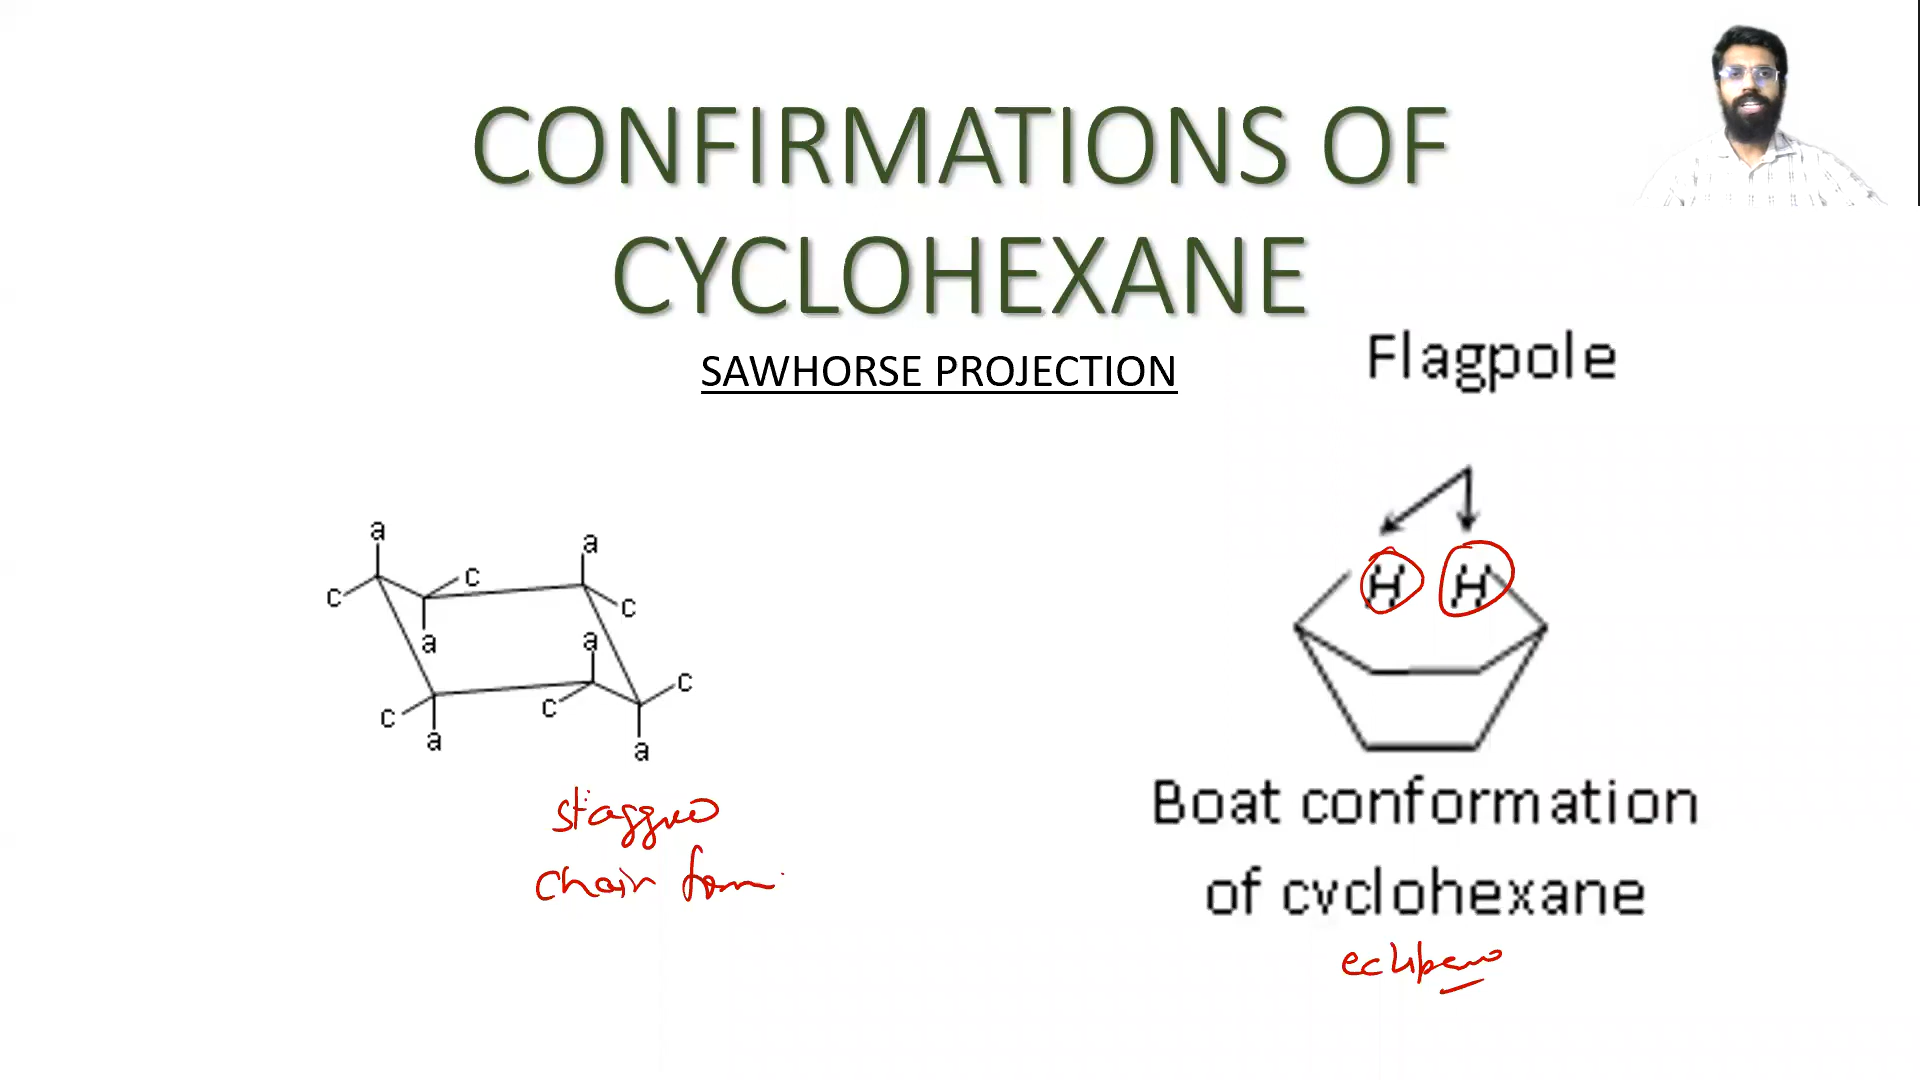 CONFIRMATIONS OF
CYCLOHEXANE
SAWHORSE PROJECTION
Flagpole
a
a
c
c
c
a
a
c
c
c
a
a
H H
chair form
Boat conformation
of cyclohexane